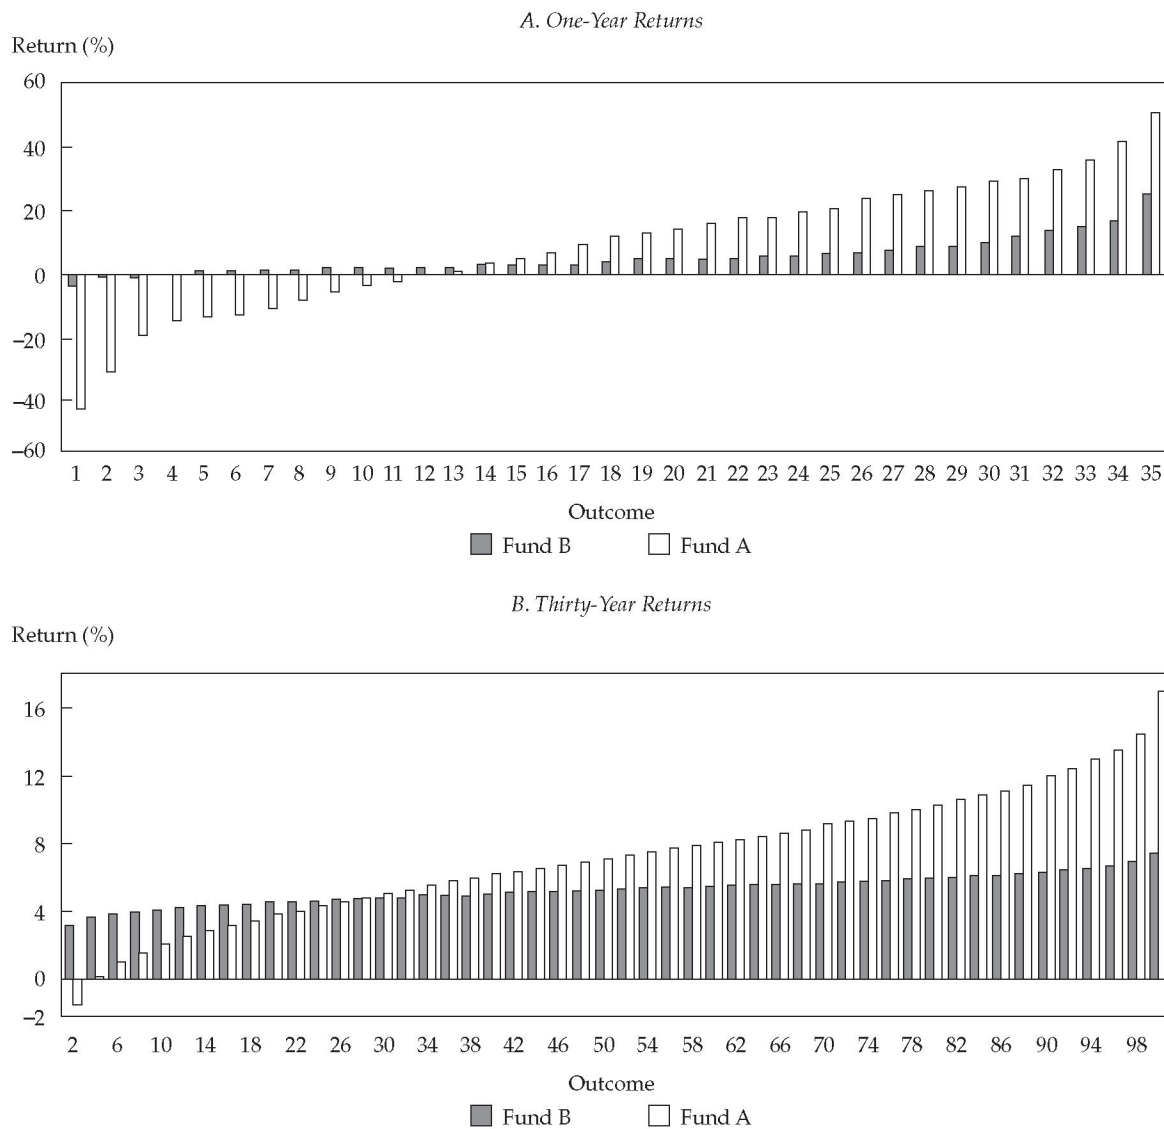 A. One-Year Returns
Return (%)
60
40
20
0
–20
–40
–60
1 2 3 4 5 6 7 8 9 10 11 12 13 14 15 16 17 18 19 20 21 22 23 24 25 26 27 28 29 30 31 32 33 34 35
Outcome
Fund B Fund A
B. Thirty-Year Returns
Return (%)
16
12
8
4
0
–2
2 6 10 14 18 22 26 30 34 38 42 46 50 54 58 62 66 70 74 78 82 86 90 94 98
Outcome
Fund B Fund A